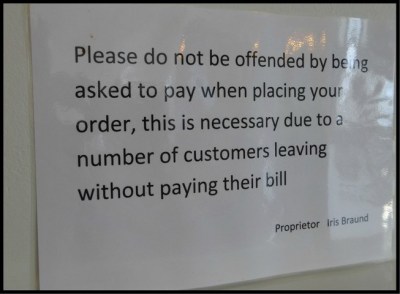 Please do not be offended by being
asked to pay when placing your
order, this is necessary due to a
number of customers leaving
without paying their bill
Proprietor Iris Braund